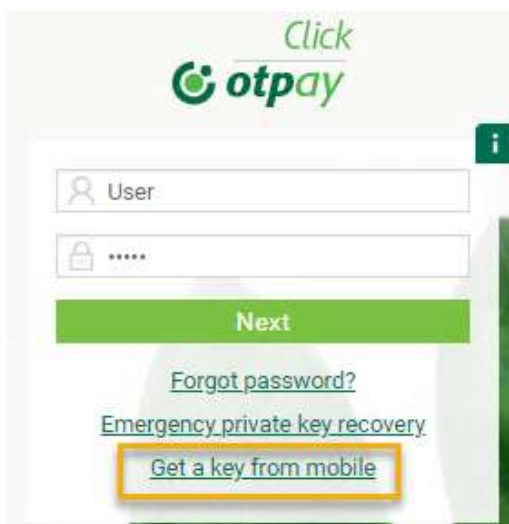 Click
otpay
i
User
•••••
Next
Forgot password?
Emergency private key recovery
Get a key from mobile